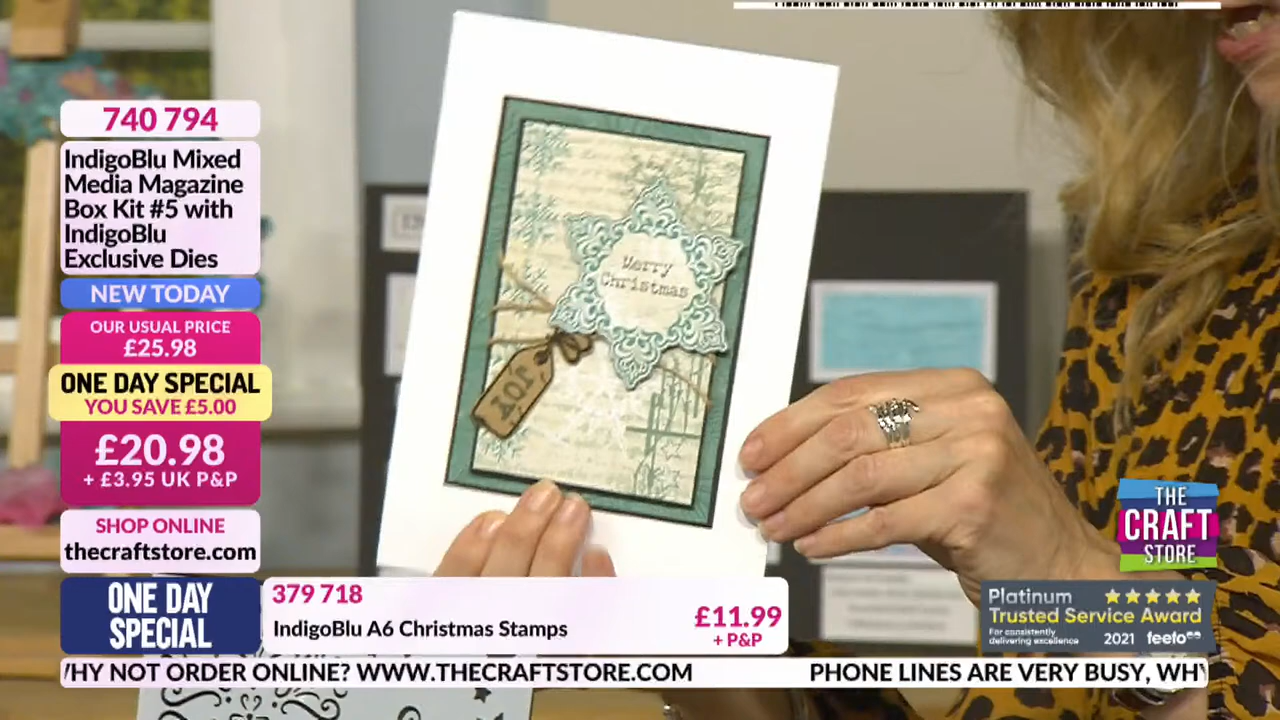 740 794
IndigoBlu Mixed
Media Magazine
Box Kit #5 with
IndigoBlu
Exclusive Dies
NEW TODAY
OUR USUAL PRICE
£25.98
ONE DAY SPECIAL
YOU SAVE £5.00
£20.98
+ £3.95 UK P&P
SHOP ONLINE
thecraftstore.com
Merry
Christmas
JOY
THE
CRAFT
STORE
Platinum
Trusted Service Award
For consistently
delivering excellence
2021 feefo
ONE DAY
SPECIAL
379 718
IndigoBlu A6 Christmas Stamps
£11.99
+ P&P
WHY NOT ORDER ONLINE? WWW.THECRAFTSTORE.COM
PHONE LINES ARE VERY BUSY, WHY